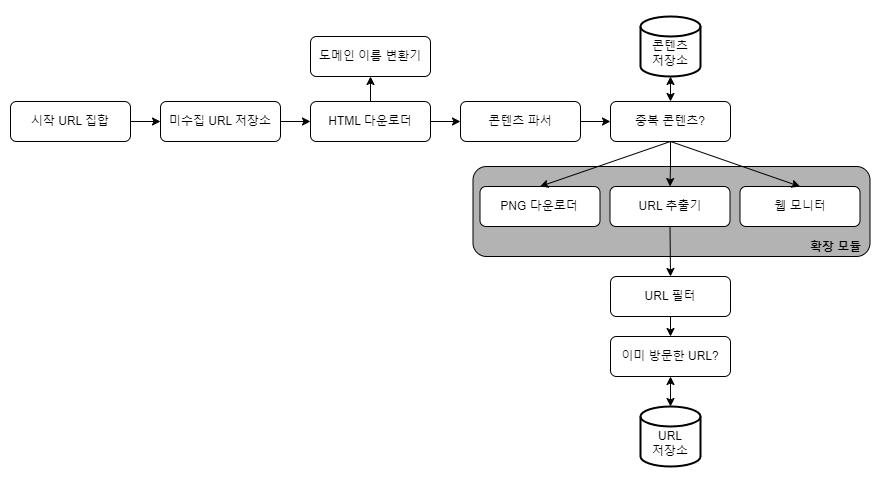 콘텐츠
저장소
도메인 이름 변환기
시작 URL 집합
미수집 URL 저장소
HTML 다운로더
콘텐츠 파서
중복 콘텐츠?
PNG 다운로더
URL 추출기
웹 모니터
확장 모듈
URL 필터
이미 방문한 URL?
URL
저장소